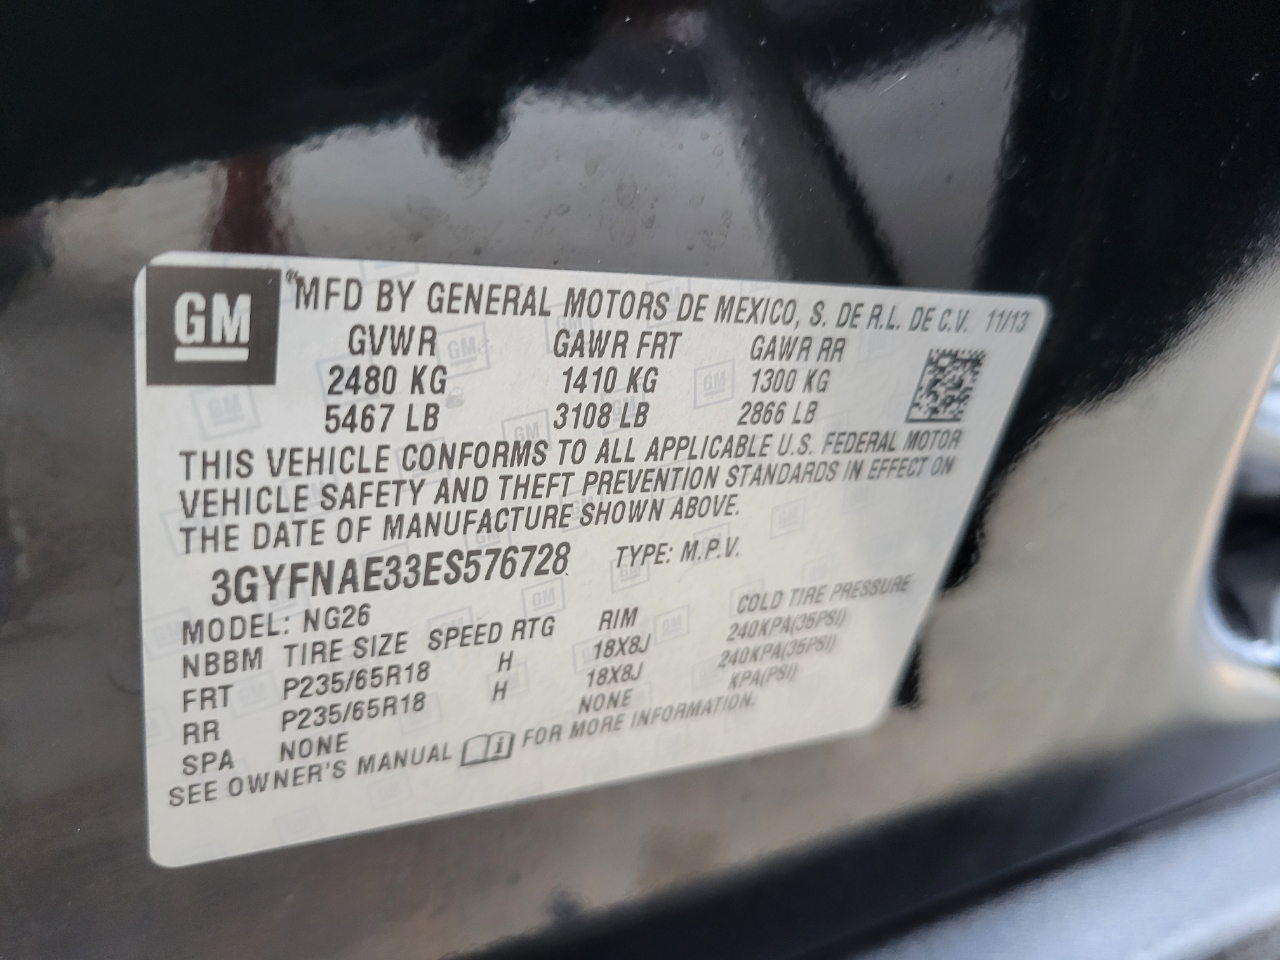 GM
MFD BY GENERAL MOTORS DE MEXICO, S. DE R.L. DE C.V. 11/13
GVWR GAWR FRT GAWR RR
2480 KG 1410 KG 1300 KG
5467 LB 3108 LB 2866 LB
THIS VEHICLE CONFORMS TO ALL APPLICABLE U.S. FEDERAL MOTOR
VEHICLE SAFETY AND THEFT PREVENTION STANDARDS IN EFFECT ON
THE DATE OF MANUFACTURE SHOWN ABOVE.
3GYFNAE33ES576728 TYPE: M.P.V.
MODEL: NG26
NBBM TIRE SIZE SPEED RTG RIM COLD TIRE PRESSURE
FRT P235/65R18 H 18X8J 240KPA(35PSI)
RR P235/65R18 H 18X8J 240KPA(35PSI)
SPA NONE NONE KPA(PSI)
SEE OWNER'S MANUAL FOR MORE INFORMATION.